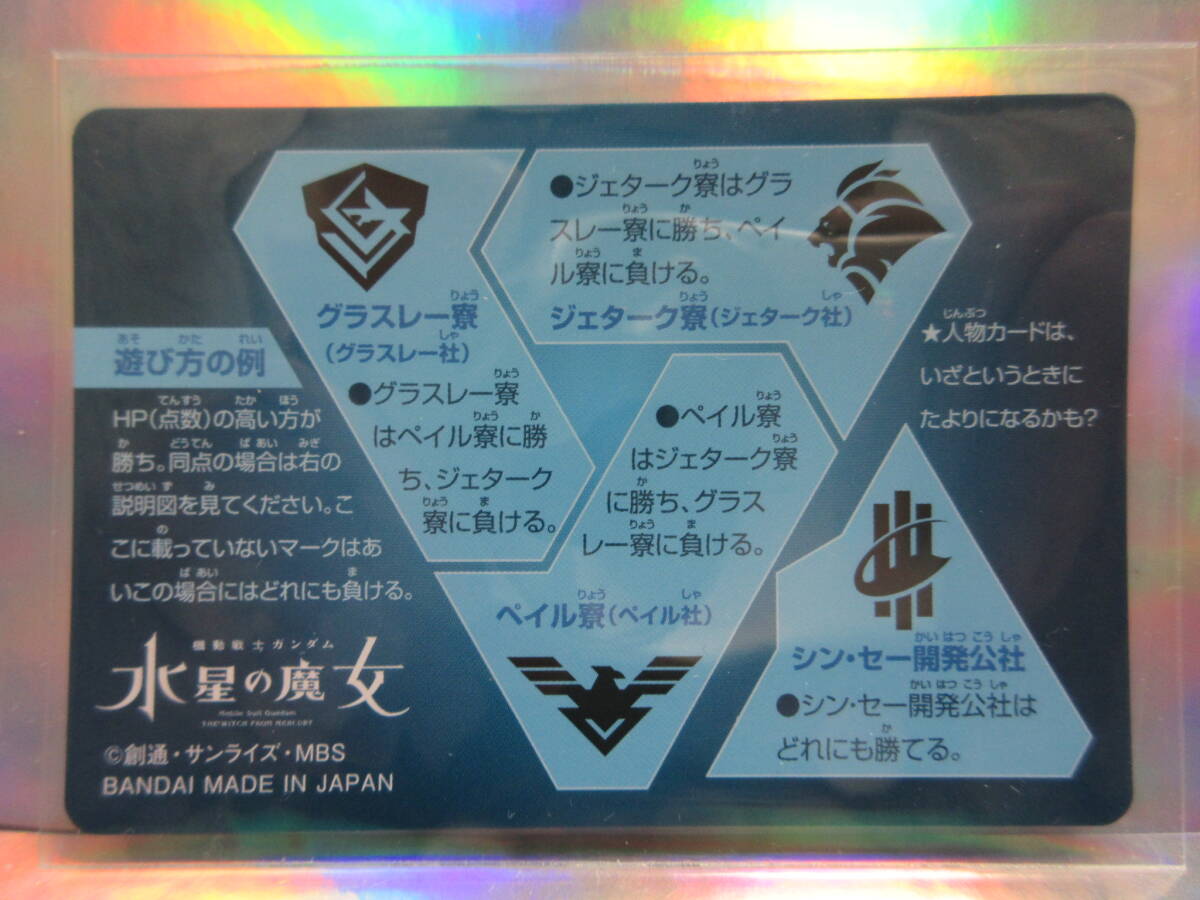 遊び方の例
HP(点数)の高い方が
勝ち。同点の場合は右の
説明図を見てください。こ
こに載っていないマークはあ
いこの場合にはどれにも負ける。
グラスレー寮
(グラスレー社)
●グラスレー寮
はペイル寮に勝
ち、ジェターク
寮に負ける。
●ジェターク寮はグラ
スレー寮に勝ち、ペイ
ル寮に負ける。
ジェターク寮(ジェターク社)
●ペイル寮
はジェターク寮
に勝ち、グラス
レー寮に負ける。
ペイル寮(ペイル社)
★人物カードは、
いざというときに
たよりになるかも?
シン・セー開発公社
●シン・セー開発公社は
どれにも勝てる。
機動戦士ガンダム
水星の魔女
Mobile Suit Gundam
THE WITCH FROM MERCURY
©創通・サンライズ・MBS
BANDAI MADE IN JAPAN